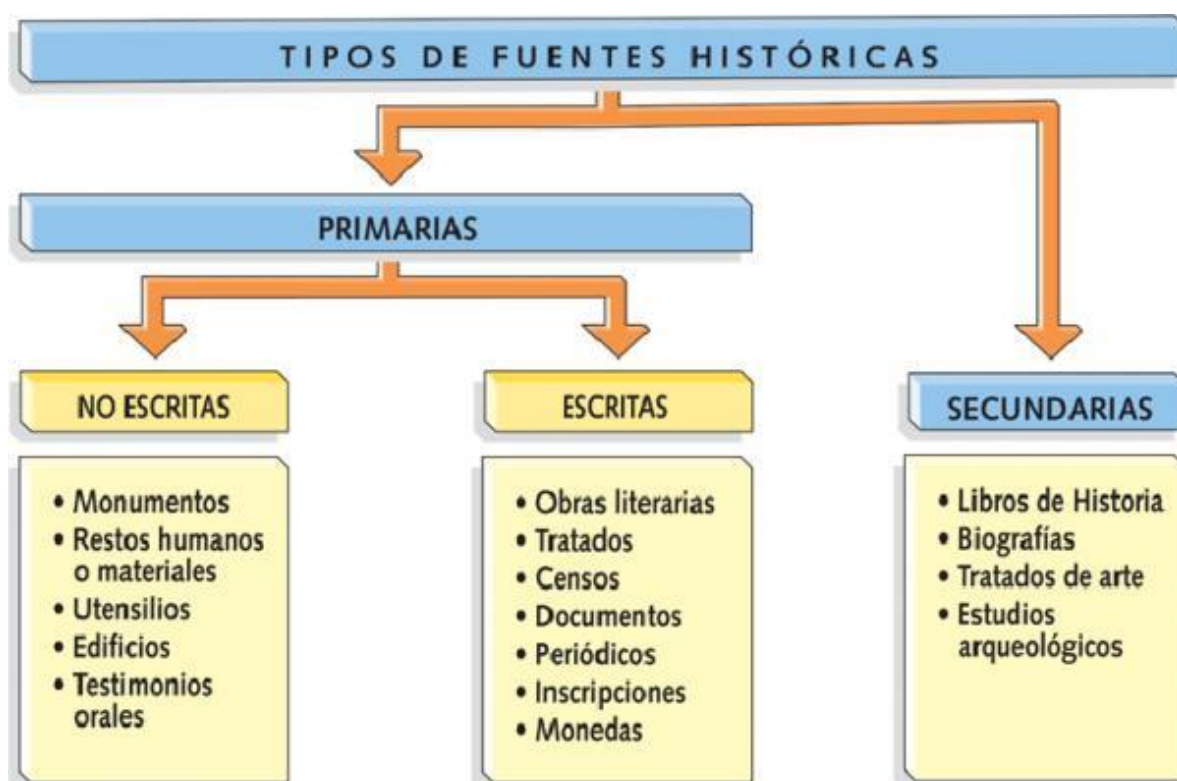 TIPOS DE FUENTES HISTÓRICAS
PRIMARIAS
NO ESCRITAS
• Monumentos
• Restos humanos
o materiales
• Utensilios
• Edificios
• Testimonios
orales
ESCRITAS
• Obras literarias
• Tratados
• Censos
• Documentos
• Periódicos
• Inscripciones
• Monedas
SECUNDARIAS
• Libros de Historia
• Biografías
• Tratados de arte
• Estudios
arqueológicos